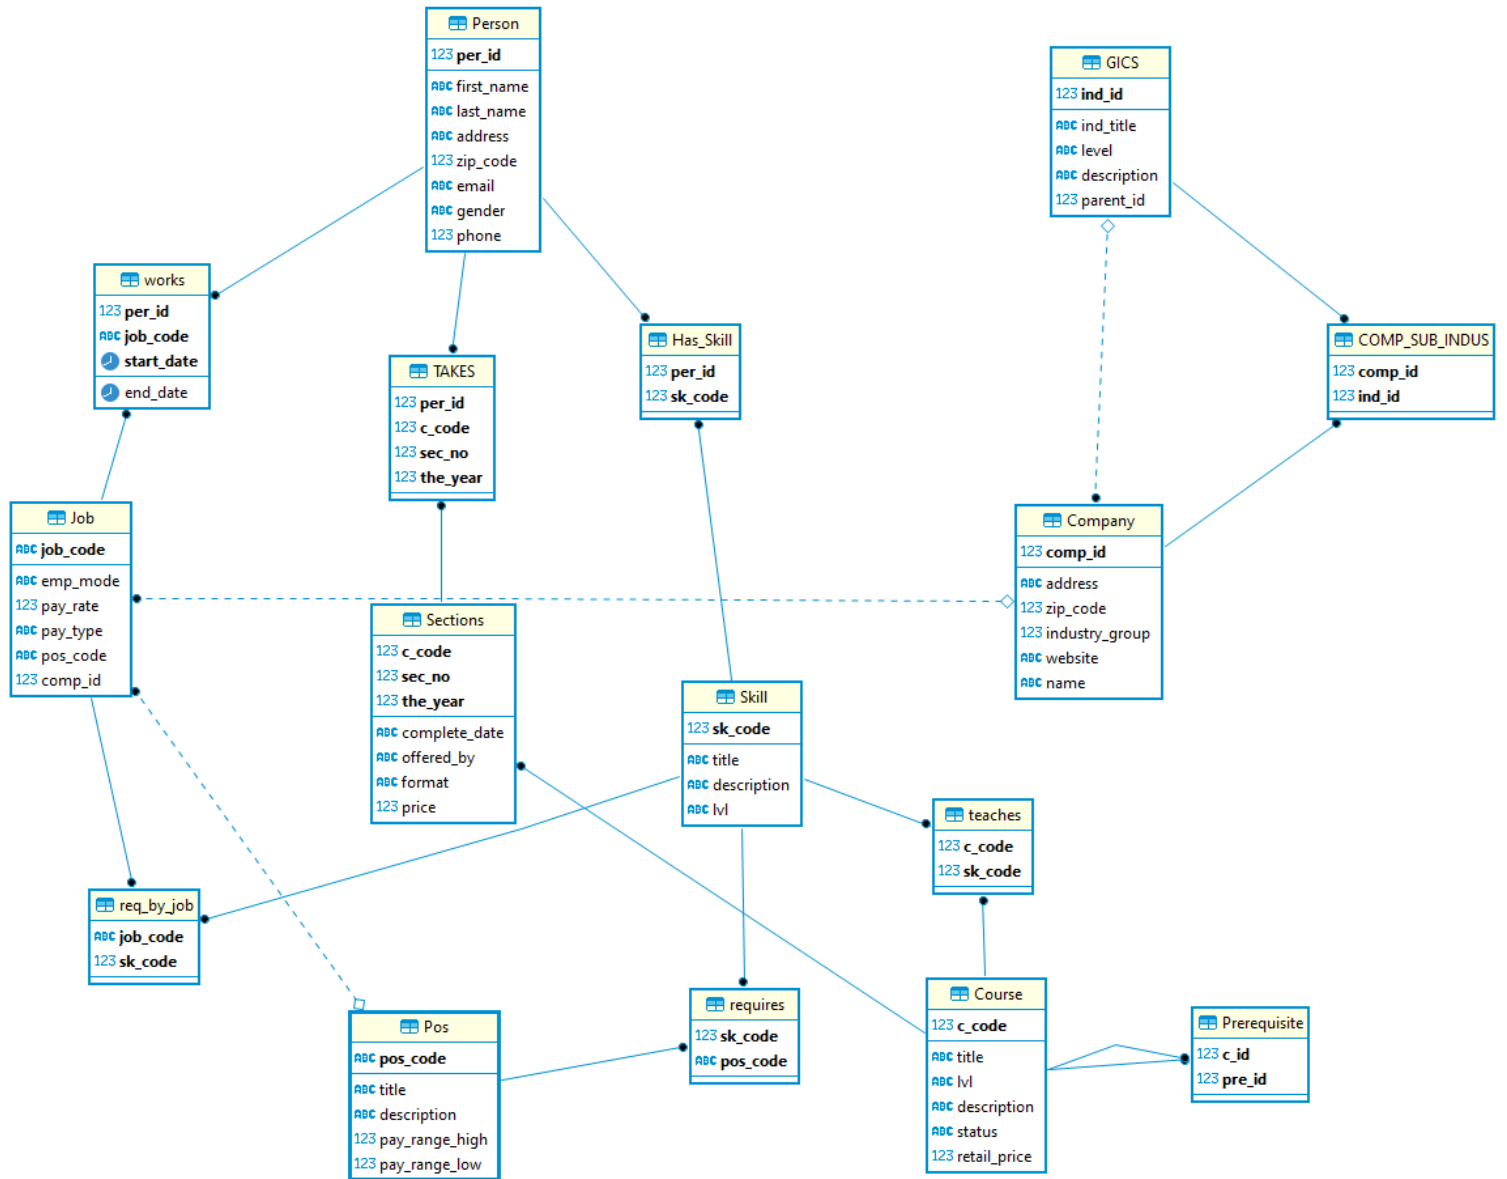 Person
123 per_id
ABC first_name
ABC last_name
ABC address
123 zip_code
ABC email
ABC gender
123 phone
GICS
123 ind_id
ABC ind_title
ABC level
ABC description
123 parent_id
works
123 per_id
ABC job_code
start_date
end_date
TAKES
123 per_id
123 c_code
123 sec_no
123 the_year
Has_Skill
123 per_id
123 sk_code
COMP_SUB_INDUS
123 comp_id
123 ind_id
Job
ABC job_code
ABC emp_mode
123 pay_rate
ABC pay_type
ABC pos_code
123 comp_id
Sections
123 c_code
123 sec_no
123 the_year
ABC complete_date
ABC offered_by
ABC format
123 price
Company
123 comp_id
ABC address
123 zip_code
123 industry_group
ABC website
ABC name
Skill
123 sk_code
ABC title
ABC description
ABC lvl
teaches
123 c_code
123 sk_code
req_by_job
ABC job_code
123 sk_code
Pos
ABC pos_code
ABC title
ABC description
123 pay_range_high
123 pay_range_low
requires
123 sk_code
ABC pos_code
Course
123 c_code
ABC title
ABC lvl
ABC description
ABC status
123 retail_price
Prerequisite
123 c_id
123 pre_id